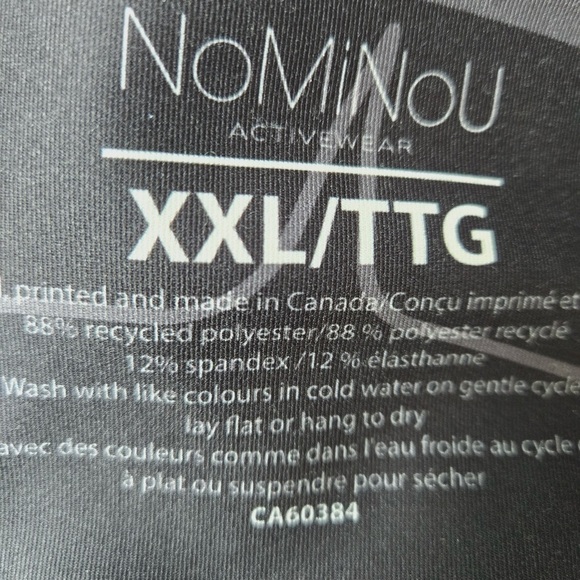 NoMiNoU
ACTIVEWEAR
XXL/TTG
printed and made in Canada/Conçu imprimé et
88% recycled polyester/88 % polyester recyclé
12% spandex/12 % élasthanne
Wash with like colours in cold water on gentle cycle
lay flat or hang to dry
avec des couleurs comme dans l'eau froide au cycle
à plat ou suspendre pour sécher
CA60384